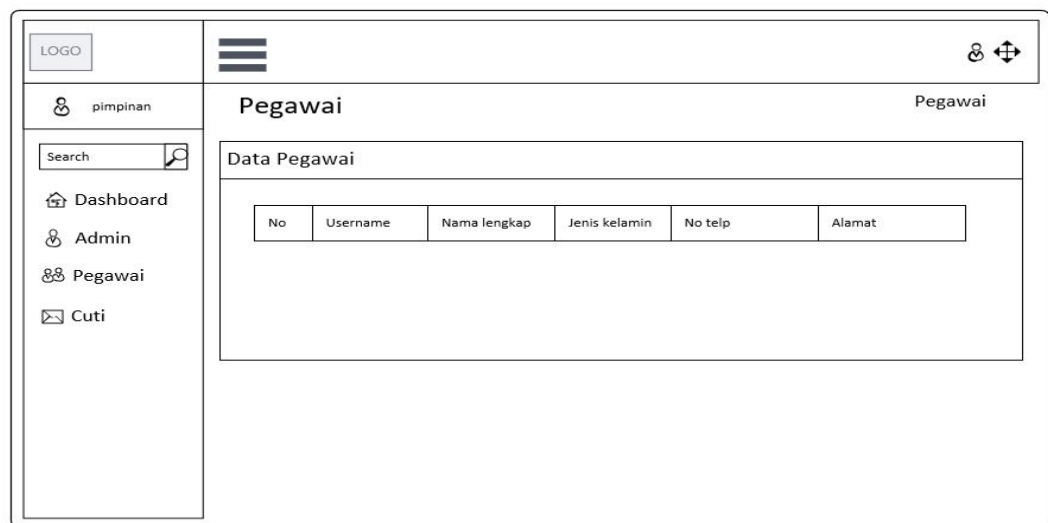 LOGO
pimpinan
Search
Dashboard
Admin
Pegawai
Cuti
Pegawai
Pegawai
Data Pegawai
No Username Nama lengkap Jenis kelamin No telp Alamat